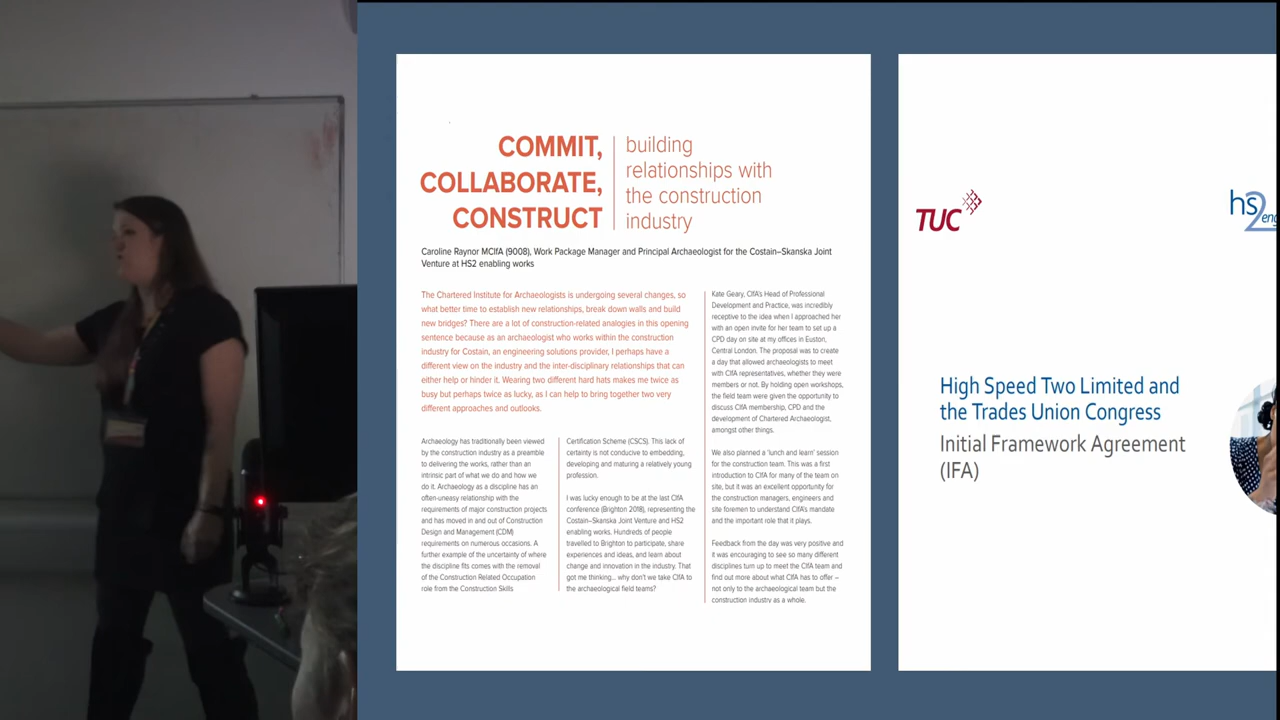 COMMIT,
COLLABORATE,
CONSTRUCT
building
relationships with
the construction
industry
Caroline Raynor MCIfA (9008), Work Package Manager and Principal Archaeologist for the Costain–Skanska Joint
Venture at HS2 enabling works
The Chartered Institute for Archaeologists is undergoing several changes, so
what better time to establish new relationships, break down walls and build
new bridges? There are a lot of construction-related analogies in this opening
sentence because as an archaeologist who works within the construction
industry for Costain, an engineering solutions provider, I perhaps have a
different view on the industry and the inter-disciplinary relationships that can
either help or hinder it. Wearing two different hard hats makes me twice as
busy but perhaps twice as lucky, as I can help to bring together two very
different approaches and outlooks.
Archaeology has traditionally been viewed
by the construction industry as a preamble
to delivering the works, rather than an
intrinsic part of what we do and how we
do it. Archaeology as a discipline has an
often-uneasy relationship with the
requirements of major construction projects
and has moved in and out of Construction
Design and Management (CDM)
requirements on numerous occasions. A
further example of the uncertainty of where
the discipline fits comes with the removal
of the Construction Related Occupation
role from the Construction Skills
Certification Scheme (CSCS). This lack of
certainty is not conducive to embedding,
developing and maturing a relatively young
profession.
I was lucky enough to be at the last CIfA
conference (Brighton 2018), representing the
Costain–Skanska Joint Venture and HS2
enabling works. Hundreds of people
travelled to Brighton to participate, share
experiences and ideas, and learn about
change and innovation in the industry. That
got me thinking... why don't we take CIfA to
the archaeological field teams?
Kate Geary, CIfA's Head of Professional
Development and Practice, was incredibly
receptive to the idea when I approached her
with an open invite for her team to set up a
CPD day on site at my offices in Euston,
Central London. The proposal was to create
a day that allowed archaeologists to meet
with CIfA representatives, whether they were
members or not. By holding open workshops,
the field team were given the opportunity to
discuss CIfA membership, CPD and the
development of Chartered Archaeologist,
amongst other things.
We also planned a 'lunch and learn' session
for the construction team. This was a first
introduction to CIfA for many of the team on
site, but it was an excellent opportunity for
the construction managers, engineers and
site foremen to understand CIfA's mandate
and the important role that it plays.
Feedback from the day was very positive and
it was encouraging to see so many different
disciplines turn up to meet the CIfA team and
find out more about what CIfA has to offer –
not only to the archaeological team but the
construction industry as a whole.
TUC
hs2
eng
High Speed Two Limited and
the Trades Union Congress
Initial Framework Agreement
(IFA)